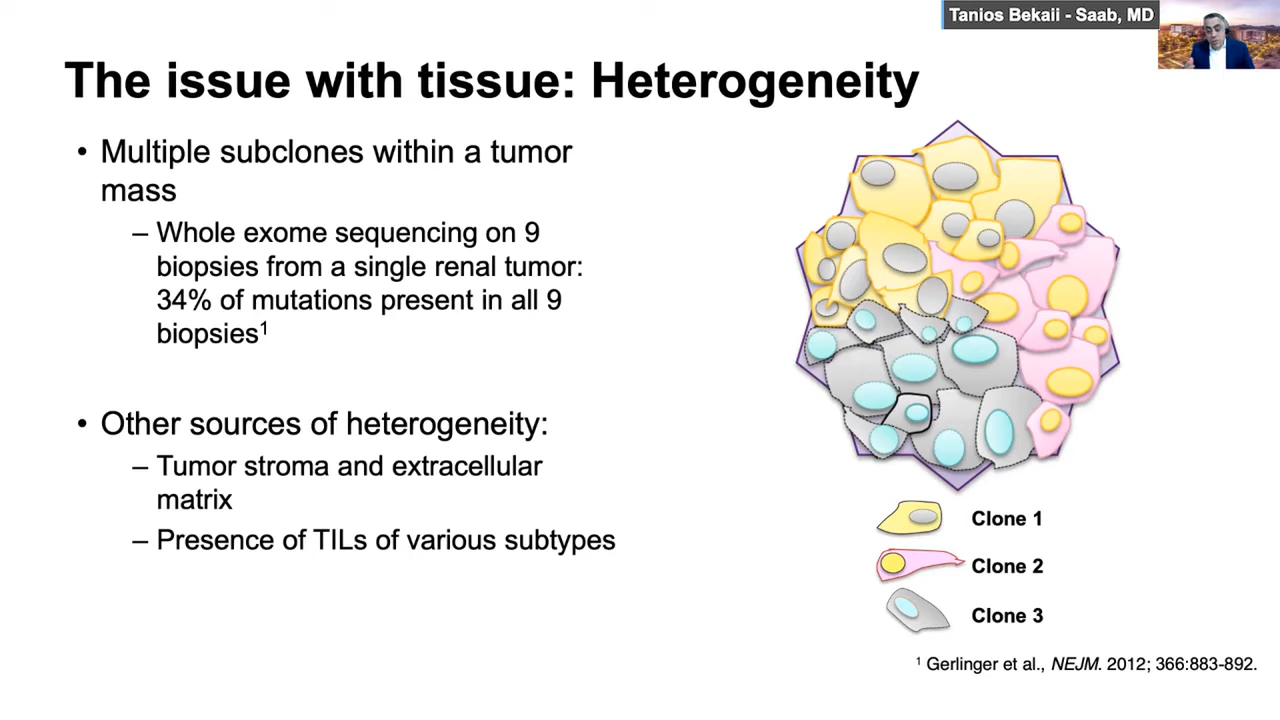 Tanios Bekaii - Saab, MD
The issue with tissue: Heterogeneity
• Multiple subclones within a tumor
mass
– Whole exome sequencing on 9
biopsies from a single renal tumor:
34% of mutations present in all 9
biopsies¹
• Other sources of heterogeneity:
– Tumor stroma and extracellular
matrix
– Presence of TILs of various subtypes
Clone 1
Clone 2
Clone 3
¹ Gerlinger et al., NEJM. 2012; 366:883-892.